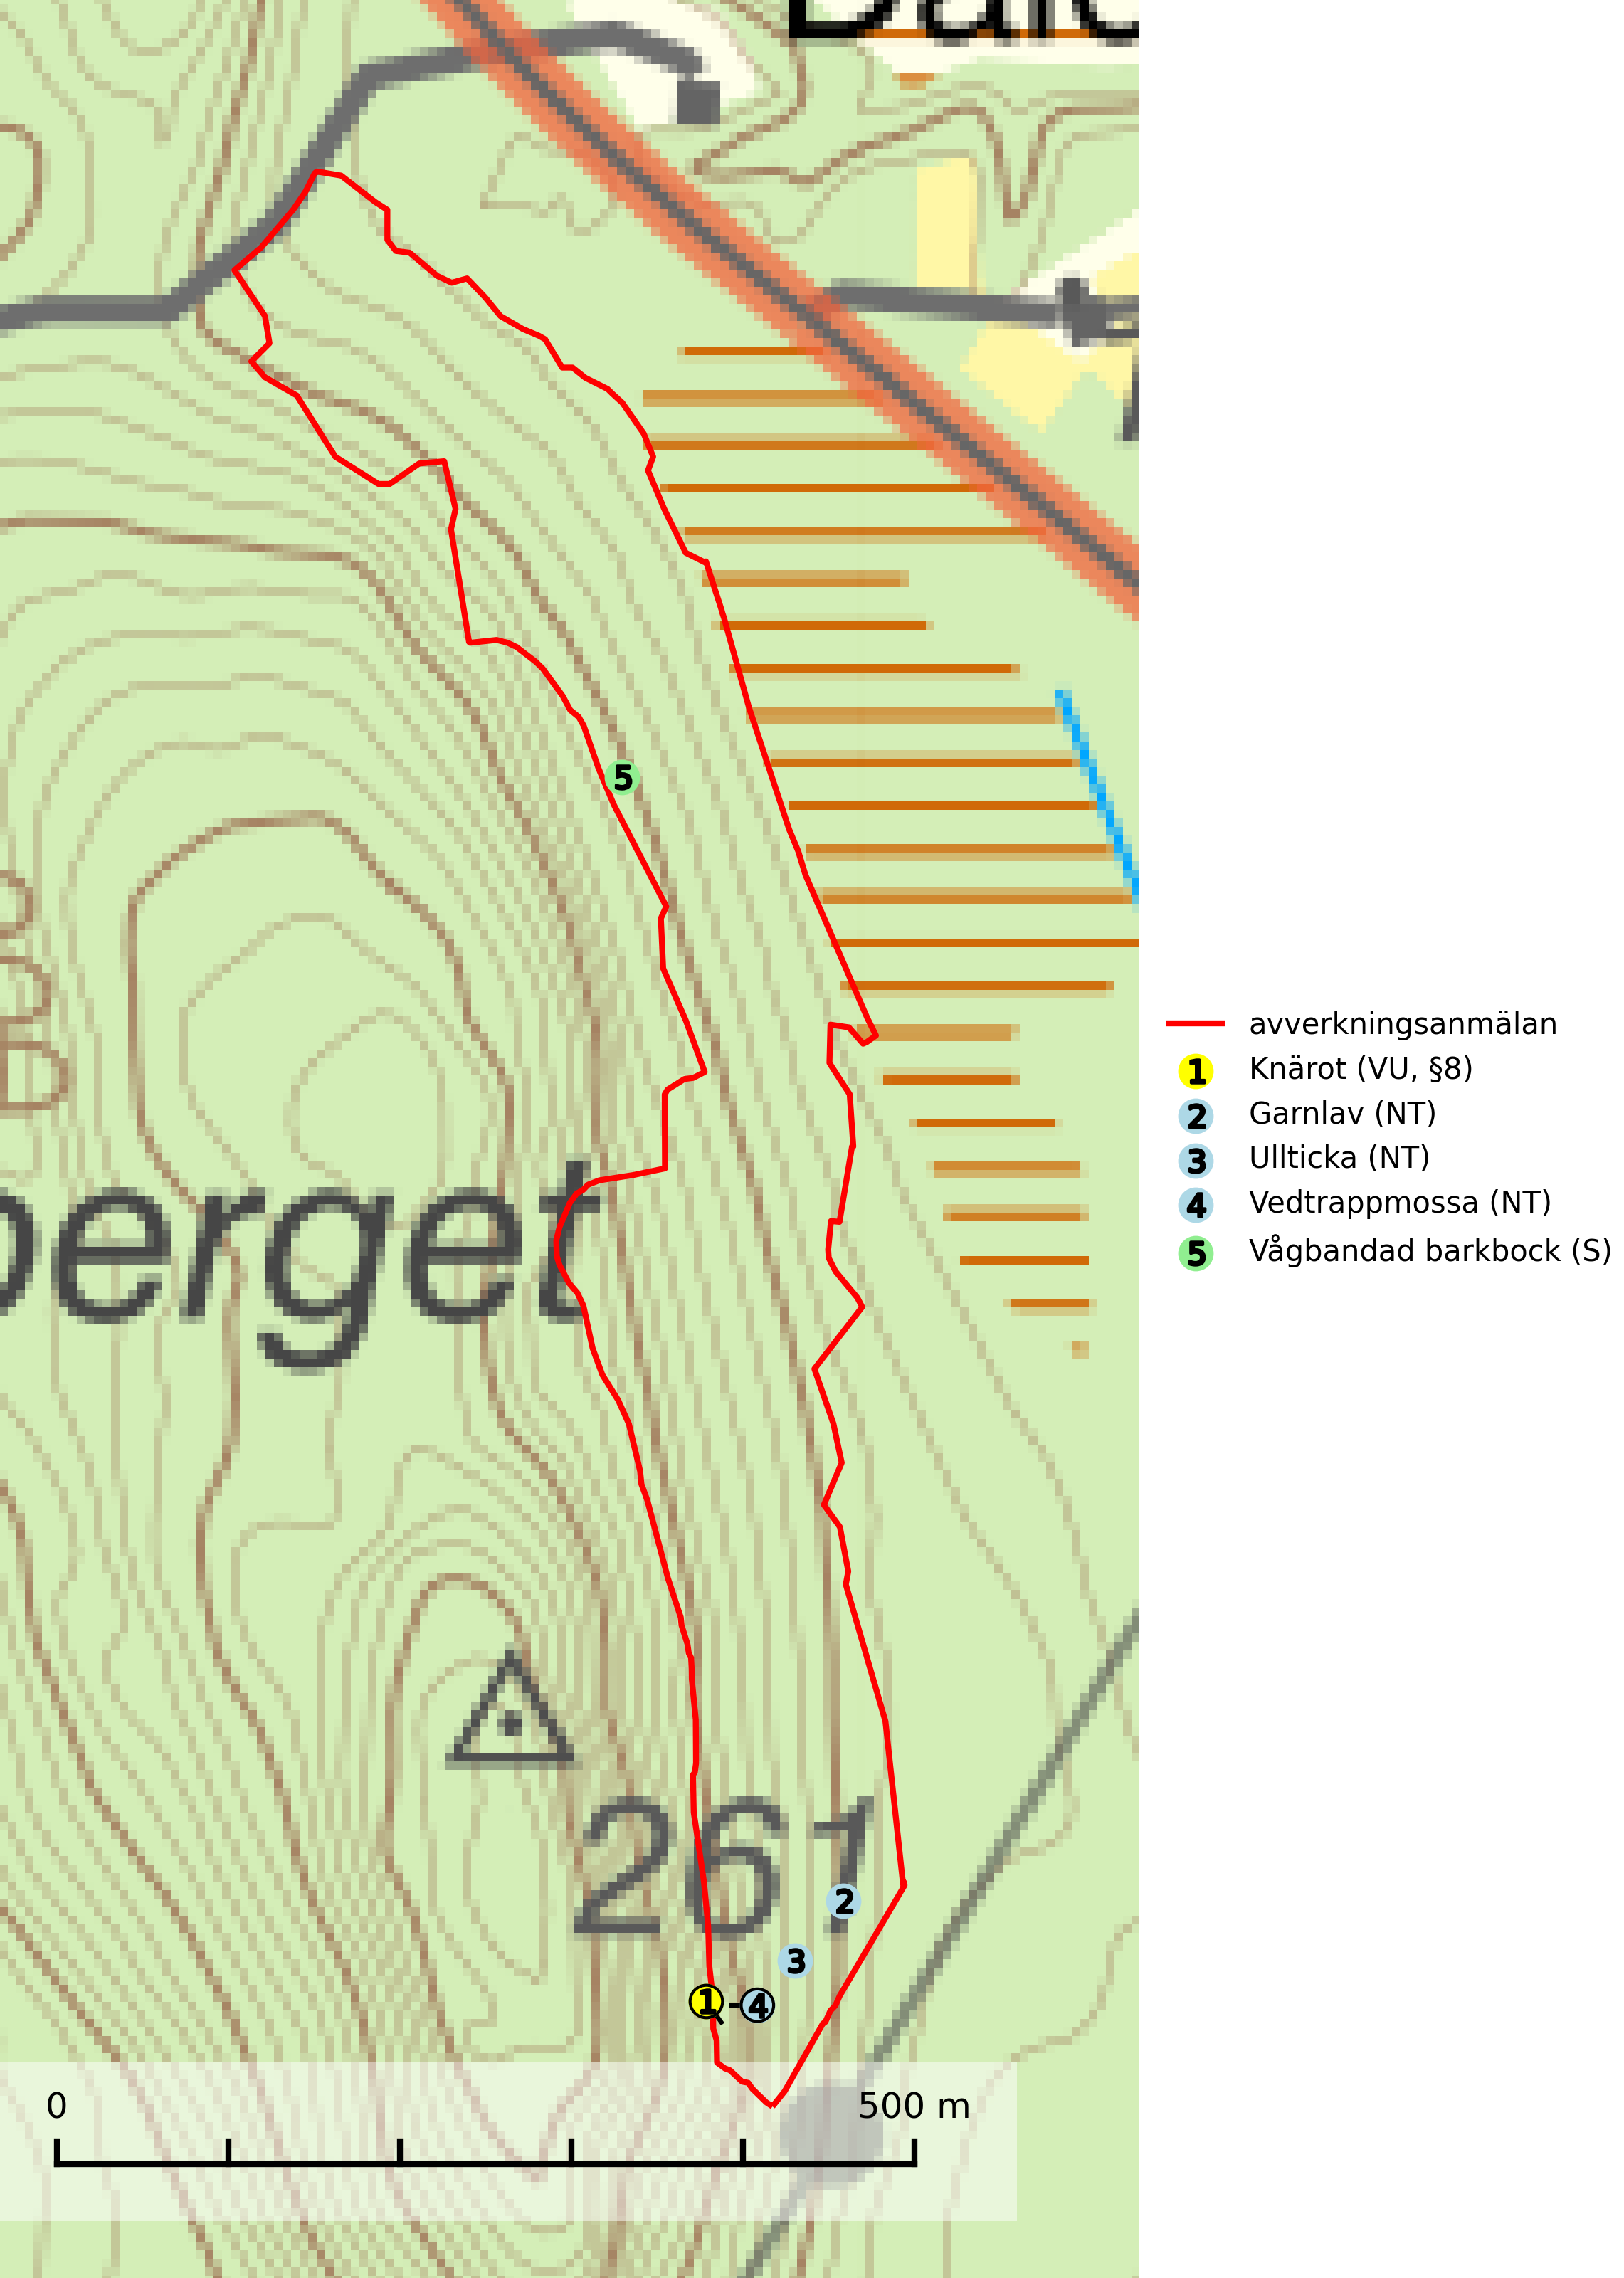 5
avverkningsanmälan
1 Knärot (VU, §8)
2 Garnlav (NT)
3 Ullticka (NT)
4 Vedtrappmossa (NT)
5 Vågbandad barkbock (S)
berget
261
2
3
1 4
0 500 m